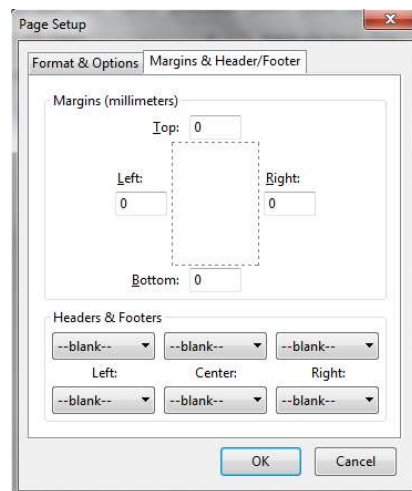 Page Setup
Format & Options Margins & Header/Footer
Margins (millimeters)
Top: 0
Left: Right:
0 0
Bottom: 0
Headers & Footers
--blank-- --blank-- --blank--
Left: Center: Right:
--blank-- --blank-- --blank--
OK Cancel